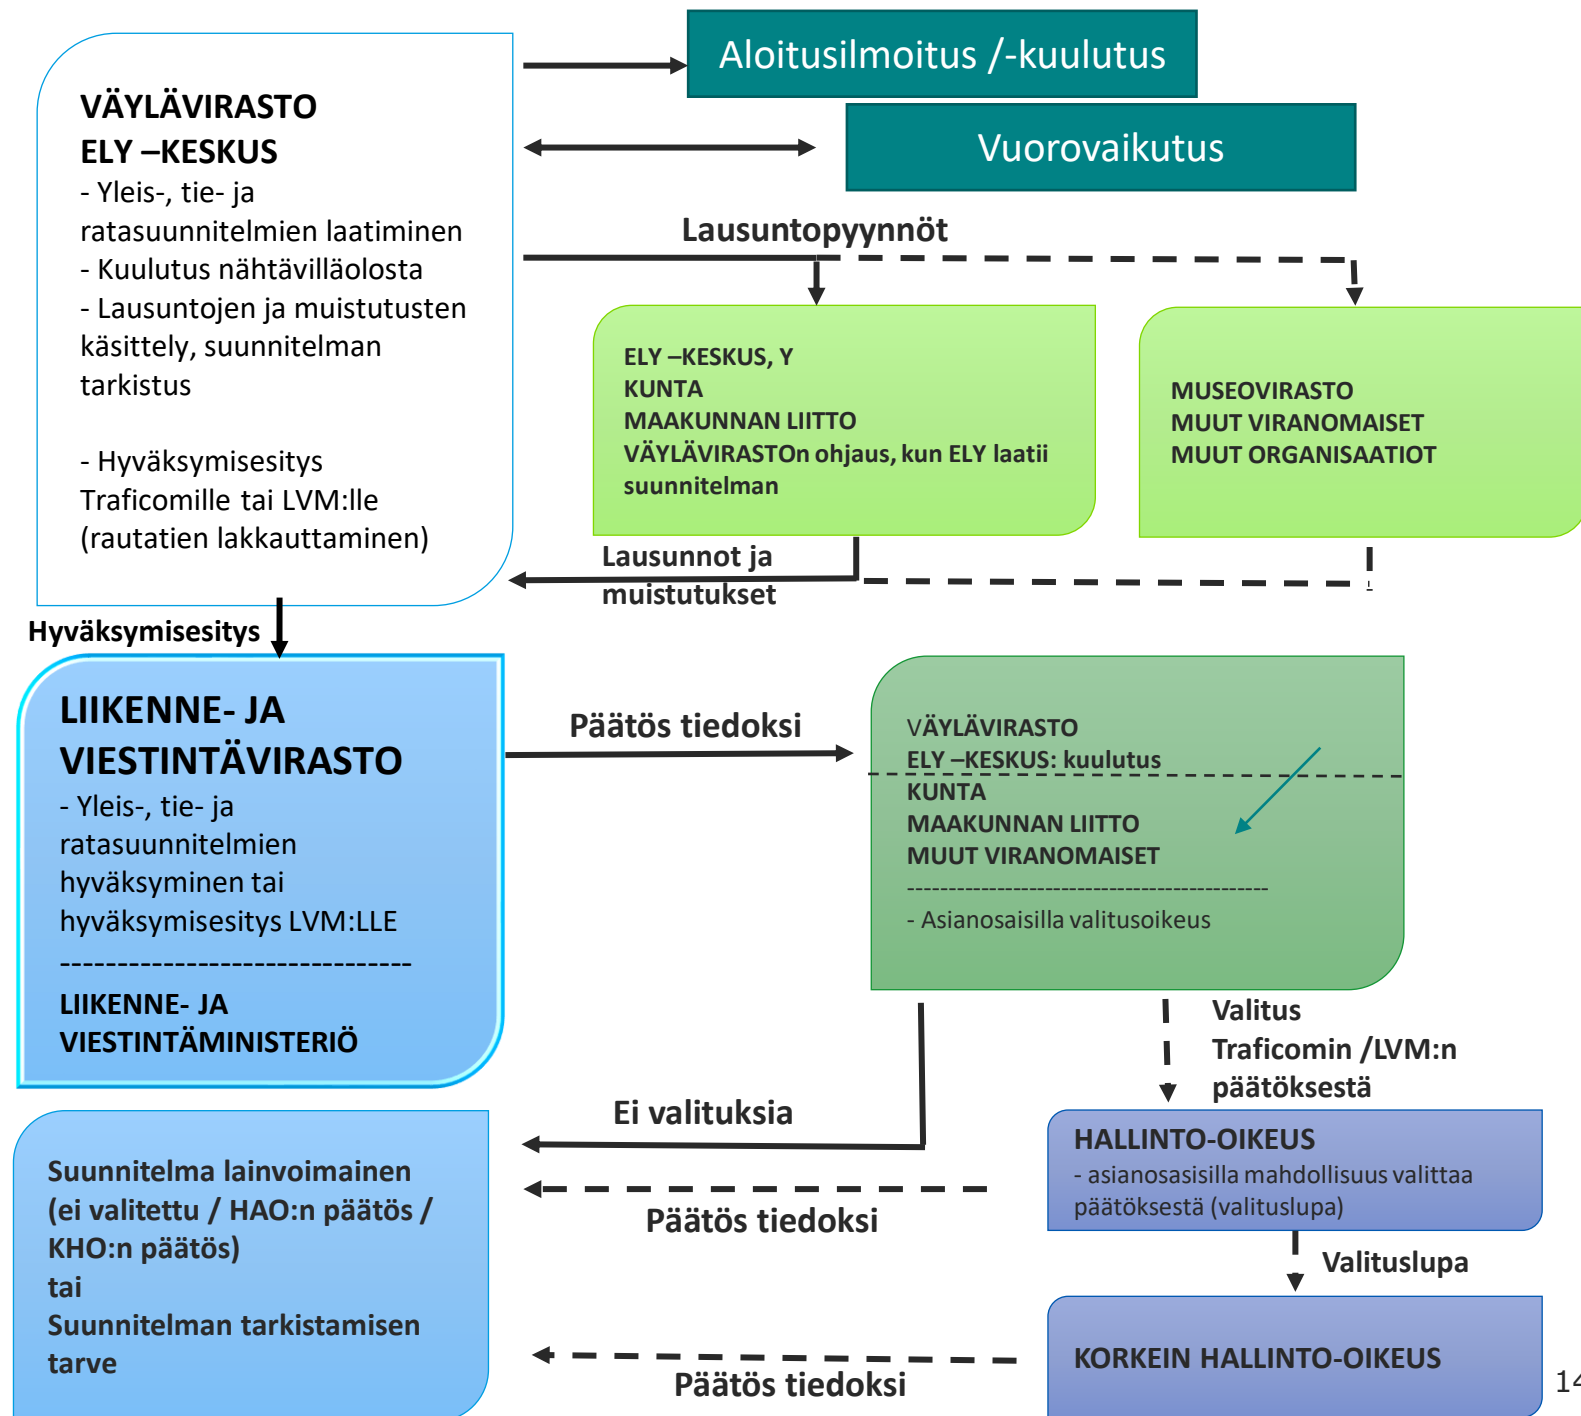 Aloitusilmoitus /-kuulutus
Vuorovaikutus
VÄYLÄVIRASTO
ELY –KESKUS
- Yleis-, tie- ja
ratasuunnitelmien laatiminen
- Kuulutus nähtävilläolosta
- Lausuntojen ja muistutusten
käsittely, suunnitelman
tarkistus
- Hyväksymisesitys
Traficomille tai LVM:lle
(rautatien lakkauttaminen)
Lausuntopyynnöt
ELY –KESKUS, Y
KUNTA
MAAKUNNAN LIITTO
VÄYLÄVIRASTOn ohjaus, kun ELY laatii
suunnitelman
MUSEOVIRASTO
MUUT VIRANOMAISET
MUUT ORGANISAATIOT
Lausunnot ja
muistutukset
Hyväksymisesitys
LIIKENNE- JA
VIESTINTÄVIRASTO
- Yleis-, tie- ja
ratasuunnitelmien
hyväksyminen tai
hyväksymisesitys LVM:LLE
-------------------------------
LIIKENNE- JA
VIESTINTÄMINISTERIÖ
Päätös tiedoksi
VÄYLÄVIRASTO
ELY –KESKUS: kuulutus
KUNTA
MAAKUNNAN LIITTO
MUUT VIRANOMAISET
---------------------------------------------
- Asianosaisilla valitusoikeus
Valitus
Traficomin /LVM:n
päätöksestä
Ei valituksia
HALLINTO-OIKEUS
- asianosasisilla mahdollisuus valittaa
päätöksestä (valituslupa)
Päätös tiedoksi
Suunnitelma lainvoimainen
(ei valitettu / HAO:n päätös /
KHO:n päätös)
tai
Suunnitelman tarkistamisen
tarve
Valituslupa
KORKEIN HALLINTO-OIKEUS
Päätös tiedoksi
14